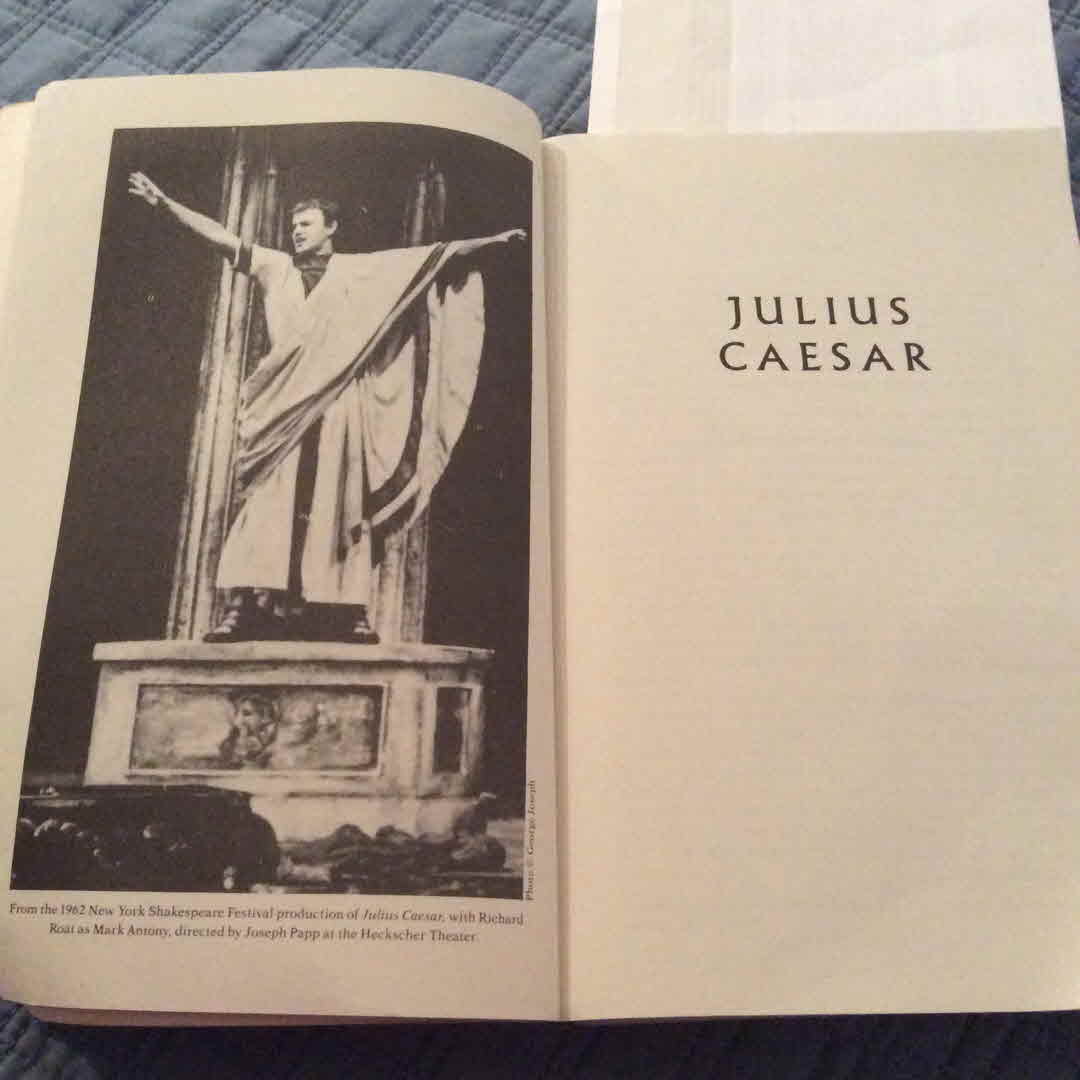 Photo © George Joseph
From the 1962 New York Shakespeare Festival production of Julius Caesar, with Richard
Roat as Mark Antony, directed by Joseph Papp at the Heckscher Theater.
JULIUS
CAESAR